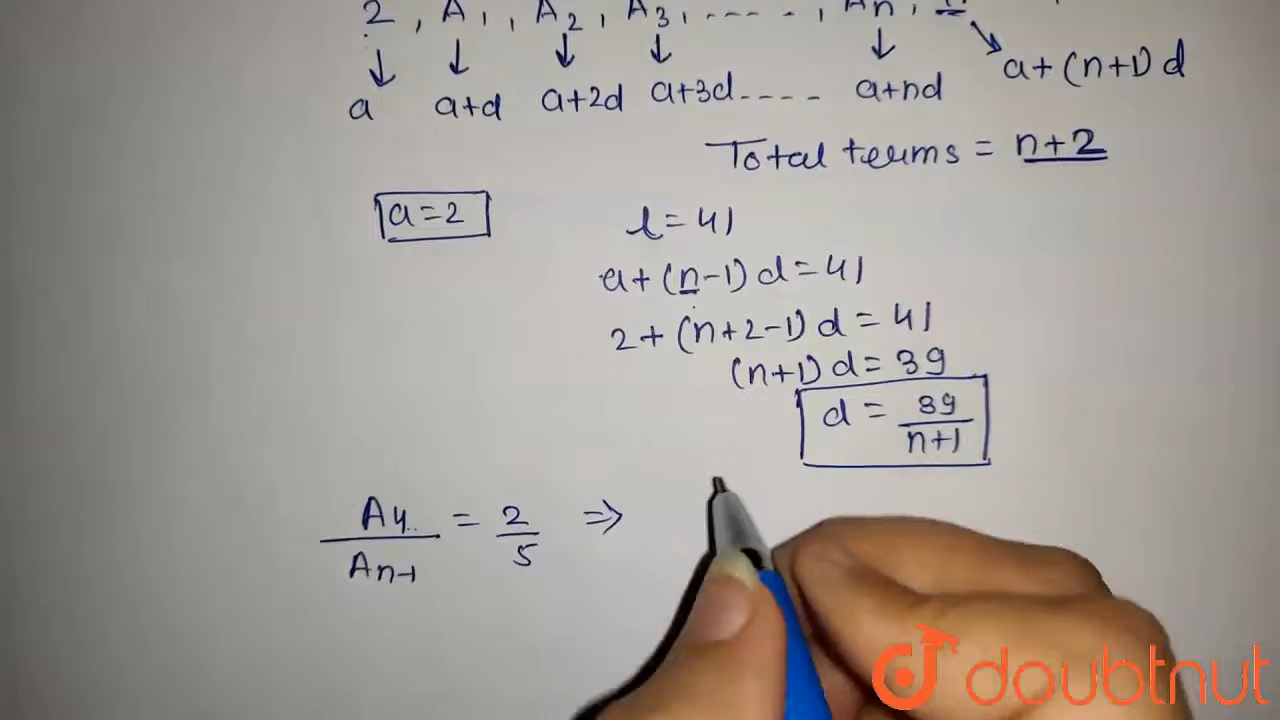 2, A1, A2, A3, ......, An,
a a+d a+2d a+3d.... a+nd a+(n+1)d
Total terms = n+2
a=2
l=41
a+(n-1)d=41
2+(n+2-1)d=41
(n+1)d=39
d = 39/n+1
A4/An-1 = 2/5 ⇒
doubtnut